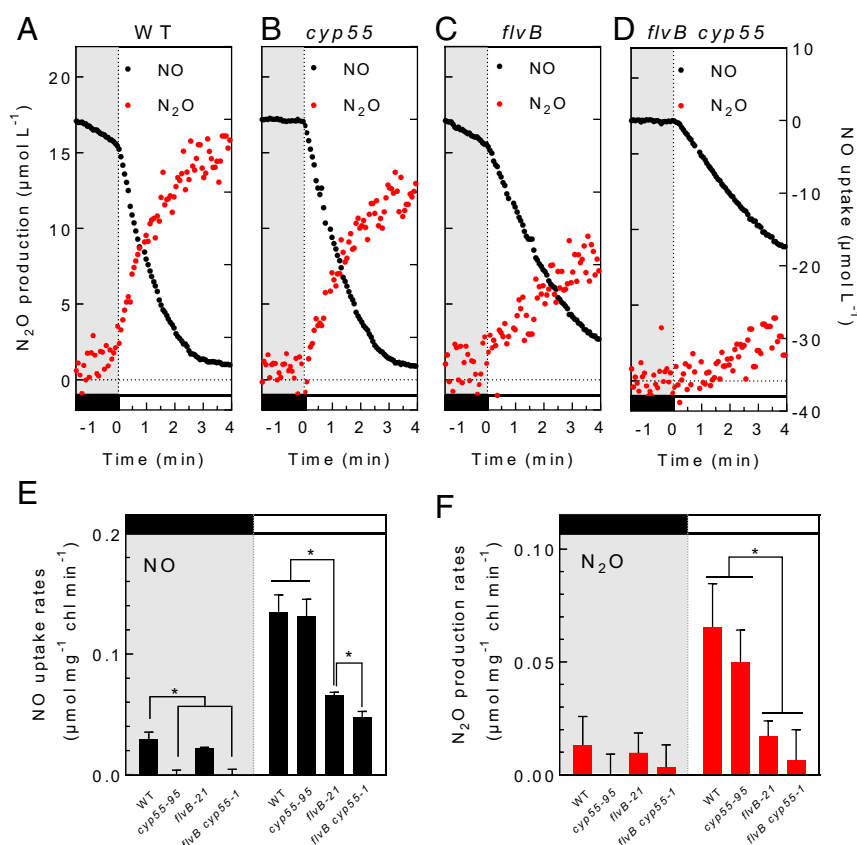 A WT
B cyp55
C flvB
D flvB cyp55
N₂O production (µmol L⁻¹)
22
17
13
9
4
0
NO
N₂O
NO
N₂O
NO
N₂O
NO
N₂O
10
0
-10
-20
-30
-40
NO uptake (µmol L⁻¹)
-1 0 1 2 3 4
-1 0 1 2 3 4
-1 0 1 2 3 4
-1 0 1 2 3 4
Time (min)
Time (min)
Time (min)
Time (min)
E
NO uptake rates
(µmol mg⁻¹ chl min⁻¹)
0.2
0.1
0.0
NO
*
*
*
WT
cyp55-95
flvB-21
flvB cyp55-1
WT
cyp55-95
flvB-21
flvB cyp55-1
F
N₂O production rates
(µmol mg⁻¹ chl min⁻¹)
0.10
0.05
0.00
N₂O
*
WT
cyp55-95
flvB-21
flvB cyp55-1
WT
cyp55-95
flvB-21
flvB cyp55-1